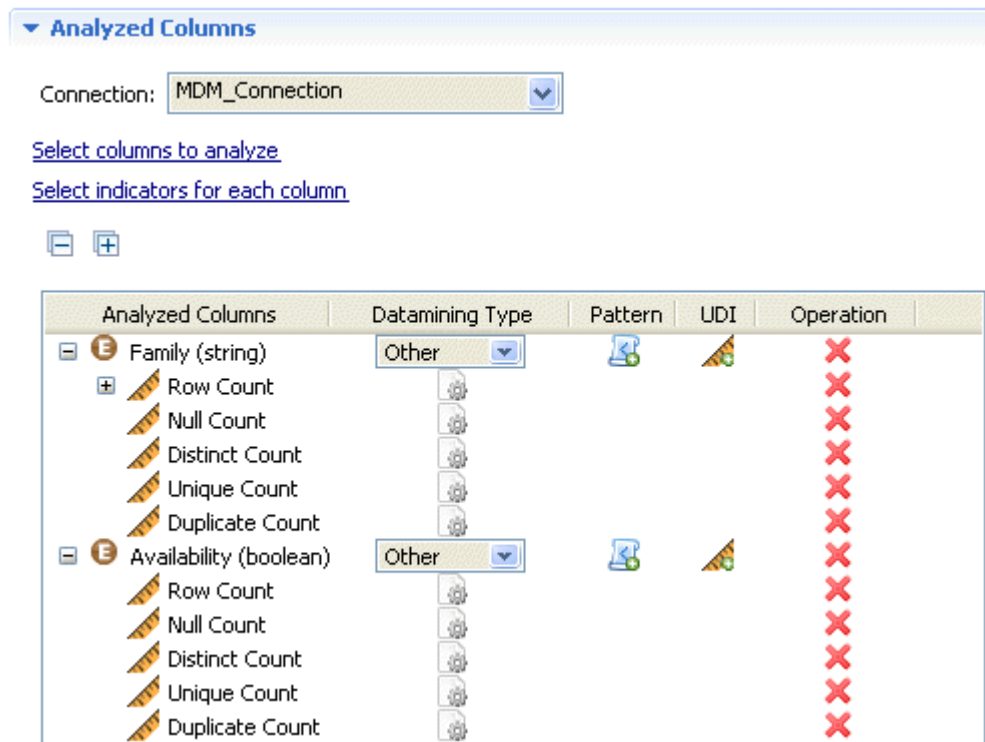 Analyzed Columns
Connection: MDM_Connection
Select columns to analyze
Select indicators for each column
Analyzed Columns Datamining Type Pattern UDI Operation
E Family (string) Other
Row Count
Null Count
Distinct Count
Unique Count
Duplicate Count
E Availability (boolean) Other
Row Count
Null Count
Distinct Count
Unique Count
Duplicate Count